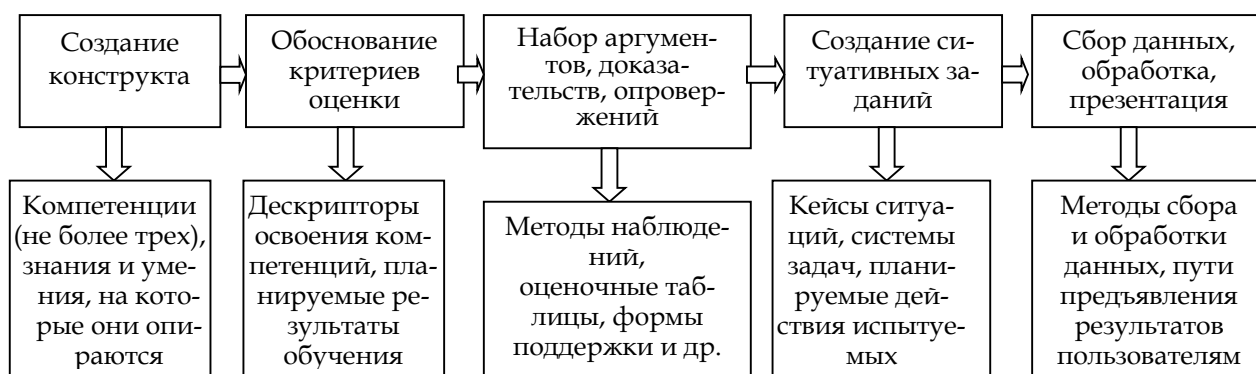 Создание
конструкта
Обоснование
критериев
оценки
Набор аргумен-
тов, доказа-
тельств, опровер-
жений
Создание си-
туативных за-
даний
Сбор данных,
обработка,
презентация
Компетенции
(не более трех),
знания и уме-
ния, на кото-
рые они опи-
раются
Дескрипторы
освоения ком-
петенций, пла-
нируемые ре-
зультаты
обучения
Методы наблюде-
ний,
оценочные таб-
лицы, формы
поддержки и др.
Кейсы ситуа-
ций, системы
задач, плани-
руемые дей-
ствия испытуе-
мых
Методы сбора
и обработки
данных, пути
предъявления
результатов
пользователям